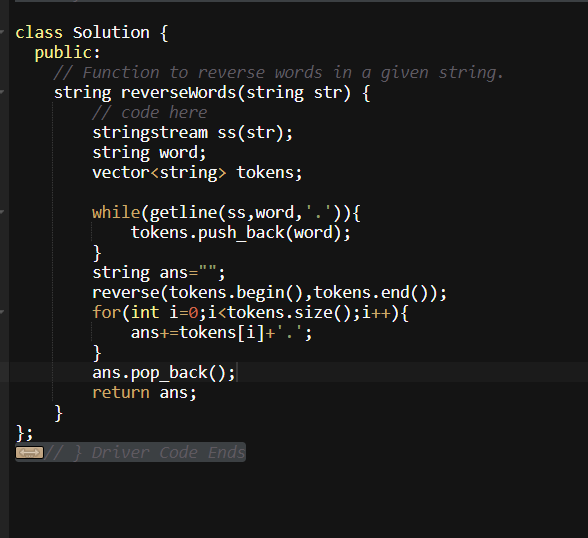 class Solution {
  public:
    // Function to reverse words in a given string.
    string reverseWords(string str) {
        // code here
        stringstream ss(str);
        string word;
        vector<string> tokens;

        while(getline(ss,word,'.')){
            tokens.push_back(word);
        }
        string ans="";
        reverse(tokens.begin(),tokens.end());
        for(int i=0;i<tokens.size();i++){
            ans+=tokens[i]+'.';
        }
        ans.pop_back();
        return ans;
    }
};
// } Driver Code Ends